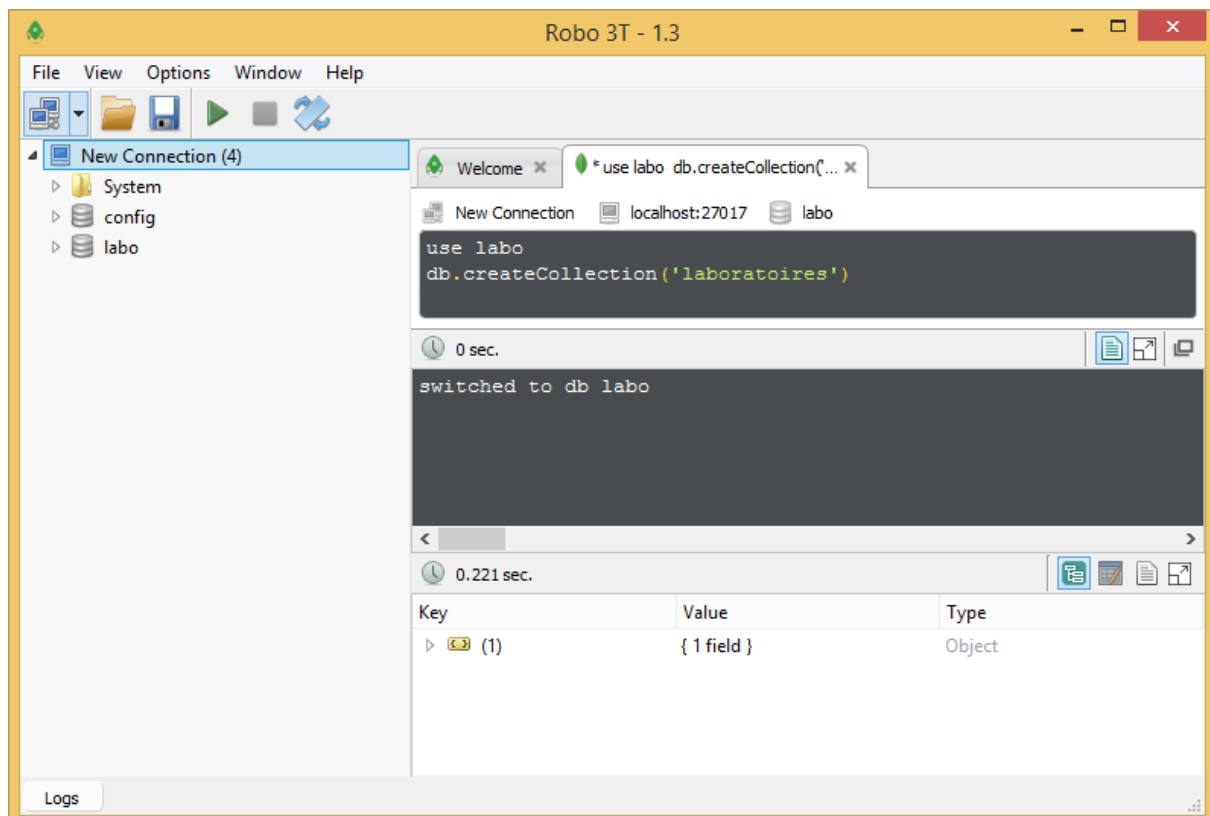 Robo 3T - 1.3
File View Options Window Help
New Connection (4)
System
config
labo
Welcome
* use labo db.createCollection('...
New Connection localhost:27017 labo
use labo
db.createCollection('laboratoires')
0 sec.
switched to db labo
0.221 sec.
Key Value Type
(1) { 1 field } Object
Logs